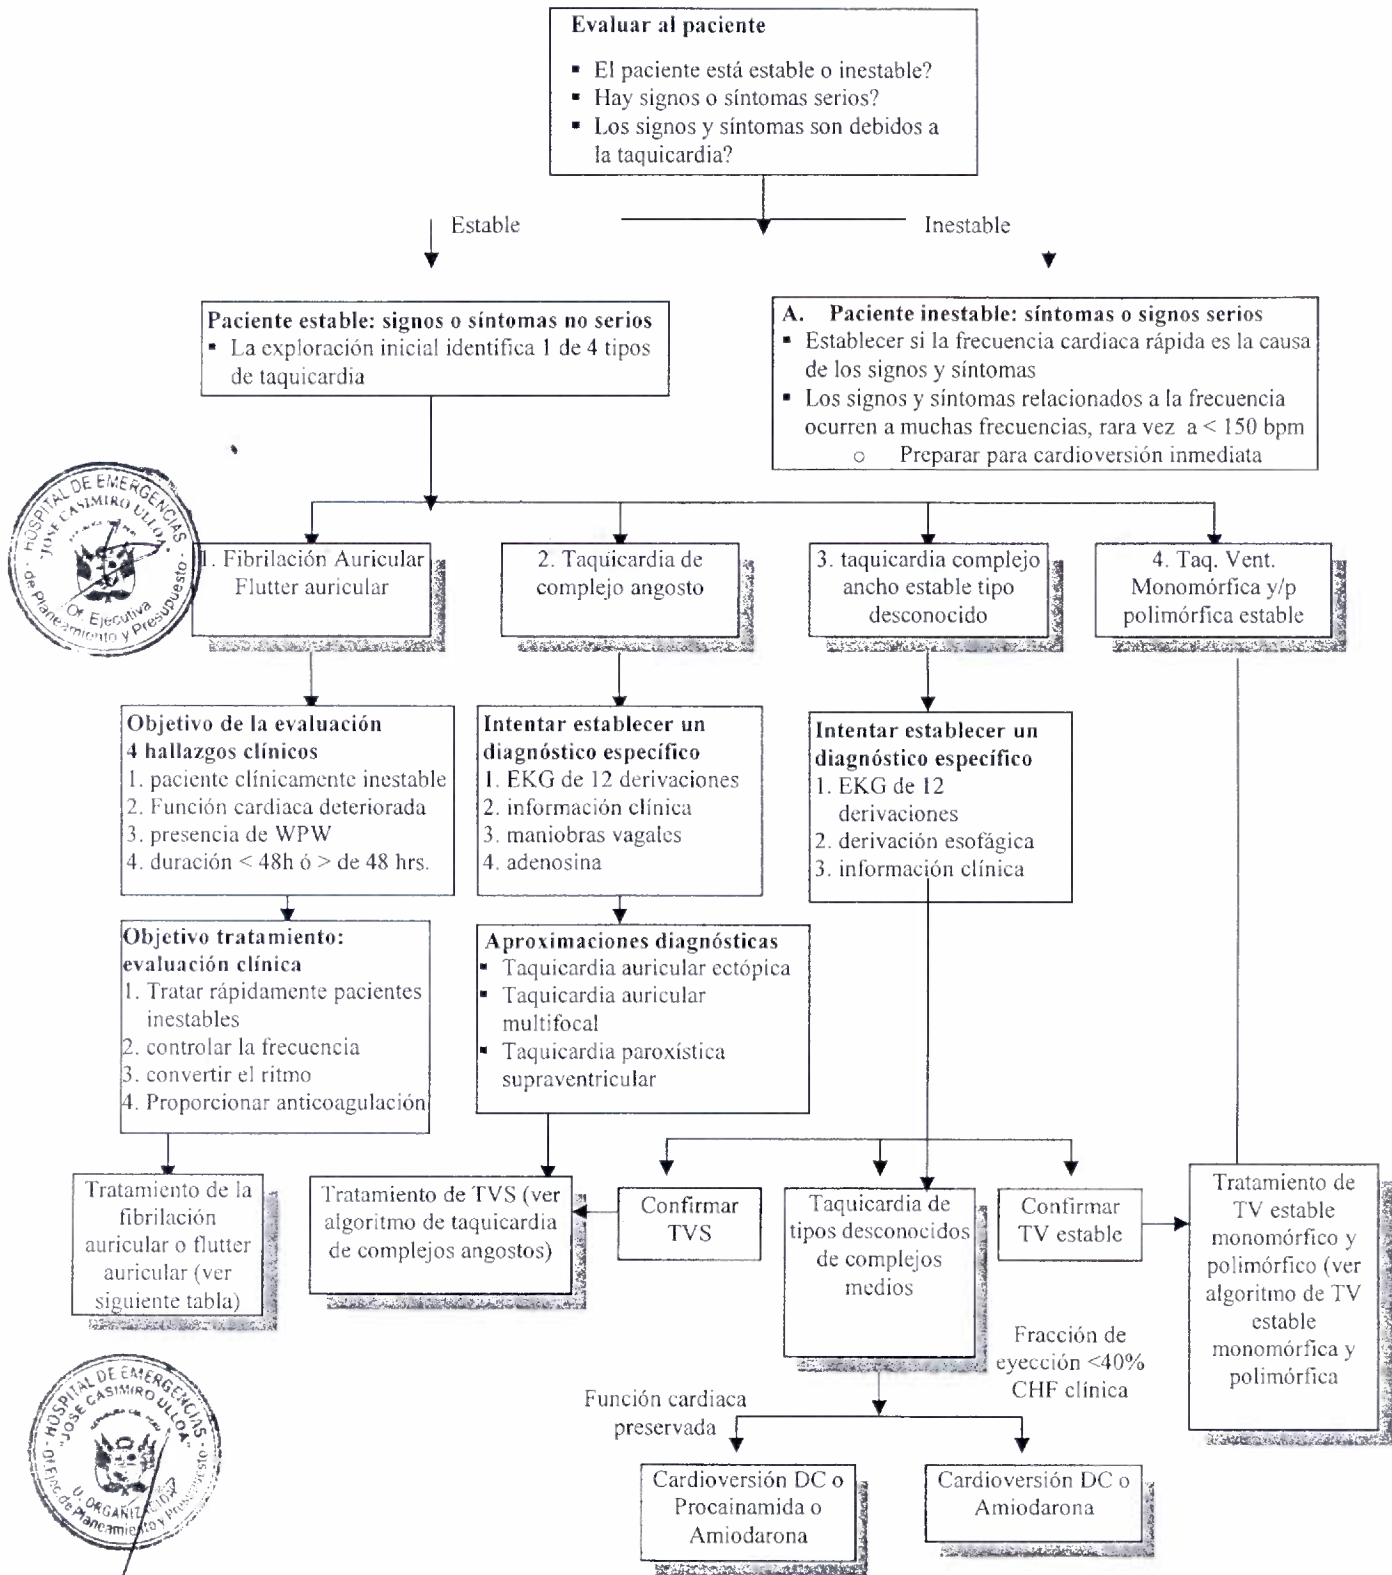 Evaluar al paciente
▪ El paciente está estable o inestable?
▪ Hay signos o síntomas serios?
▪ Los signos y síntomas son debidos a
la taquicardia?
Estable
Inestable
Paciente estable: signos o síntomas no serios
▪ La exploración inicial identifica 1 de 4 tipos
de taquicardia
A. Paciente inestable: síntomas o signos serios
▪ Establecer si la frecuencia cardiaca rápida es la causa
de los signos y síntomas
▪ Los signos y síntomas relacionados a la frecuencia
ocurren a muchas frecuencias, rara vez a < 150 bpm
○ Preparar para cardioversión inmediata
HOSPITAL DE EMERGENCIAS
"JOSE CASIMIRO ULLOA"
Of. Ejecutiva
de Planeamiento y Presupuesto
1. Fibrilación Auricular
Flutter auricular
2. Taquicardia de
complejo angosto
3. taquicardia complejo
ancho estable tipo
desconocido
4. Taq. Vent.
Monomórfica y/p
polimórfica estable
Objetivo de la evaluación
4 hallazgos clínicos
1. paciente clínicamente inestable
2. Función cardiaca deteriorada
3. presencia de WPW
4. duración < 48h ó > de 48 hrs.
Intentar establecer un
diagnóstico específico
1. EKG de 12 derivaciones
2. información clínica
3. maniobras vagales
4. adenosina
Intentar establecer un
diagnóstico específico
1. EKG de 12
derivaciones
2. derivación esofágica
3. información clínica
Objetivo tratamiento:
evaluación clínica
1. Tratar rápidamente pacientes
inestables
2. controlar la frecuencia
3. convertir el ritmo
4. Proporcionar anticoagulación
Aproximaciones diagnósticas
▪ Taquicardia auricular ectópica
▪ Taquicardia auricular
multifocal
▪ Taquicardia paroxística
supraventricular
Tratamiento de la
fibrilación
auricular o flutter
auricular (ver
siguiente tabla)
Tratamiento de TVS (ver
algoritmo de taquicardia
de complejos angostos)
Confirmar
TVS
Taquicardia de
tipos desconocidos
de complejos
medios
Confirmar
TV estable
Tratamiento de
TV estable
monomórfico y
polimórfico (ver
algoritmo de TV
estable
monomórfica y
polimórfica
Fracción de
eyección <40%
CHF clínica
Función cardiaca
preservada
Cardioversión DC o
Procainamida o
Amiodarona
Cardioversión DC o
Amiodarona
HOSPITAL DE EMERGENCIAS
"JOSE CASIMIRO ULLOA"
de Planeamiento y Presupuesto